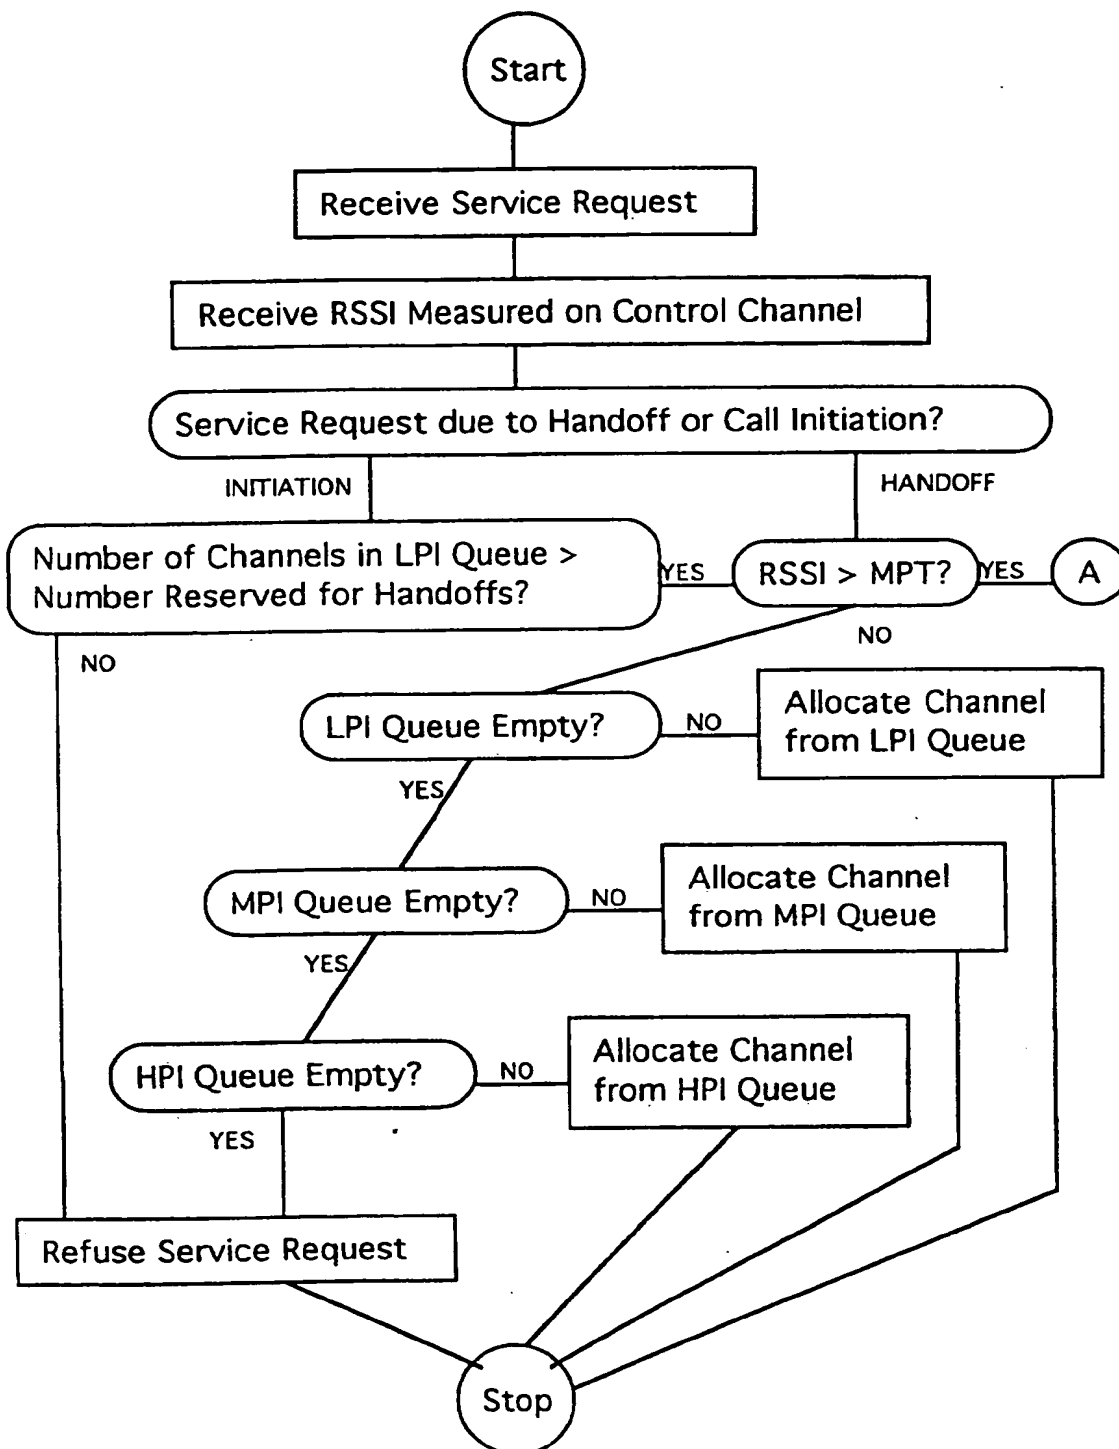 Start
Receive Service Request
Receive RSSI Measured on Control Channel
Service Request due to Handoff or Call Initiation?
INITIATION
HANDOFF
Number of Channels in LPI Queue >
Number Reserved for Handoffs?
YES
RSSI > MPT?
YES
A
NO
NO
LPI Queue Empty?
NO
Allocate Channel
from LPI Queue
YES
MPI Queue Empty?
NO
Allocate Channel
from MPI Queue
YES
HPI Queue Empty?
NO
Allocate Channel
from HPI Queue
YES
Refuse Service Request
Stop